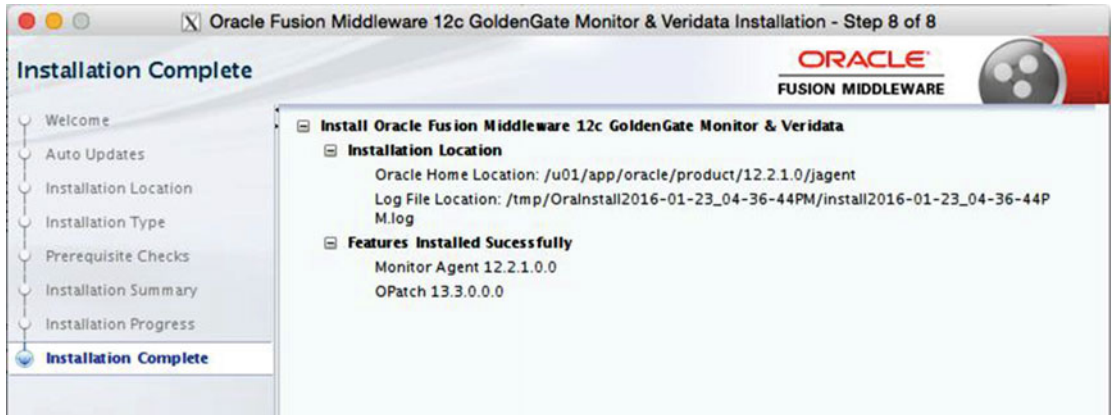 Oracle Fusion Middleware 12c GoldenGate Monitor & Veridata Installation - Step 8 of 8
Installation Complete
ORACLE
FUSION MIDDLEWARE
Welcome
Auto Updates
Installation Location
Installation Type
Prerequisite Checks
Installation Summary
Installation Progress
Installation Complete
Install Oracle Fusion Middleware 12c GoldenGate Monitor & Veridata
Installation Location
Oracle Home Location: /u01/app/oracle/product/12.2.1.0/jagent
Log File Location: /tmp/OraInstall2016-01-23_04-36-44PM/install2016-01-23_04-36-44P
M.log
Features Installed Sucessfully
Monitor Agent 12.2.1.0.0
OPatch 13.3.0.0.0